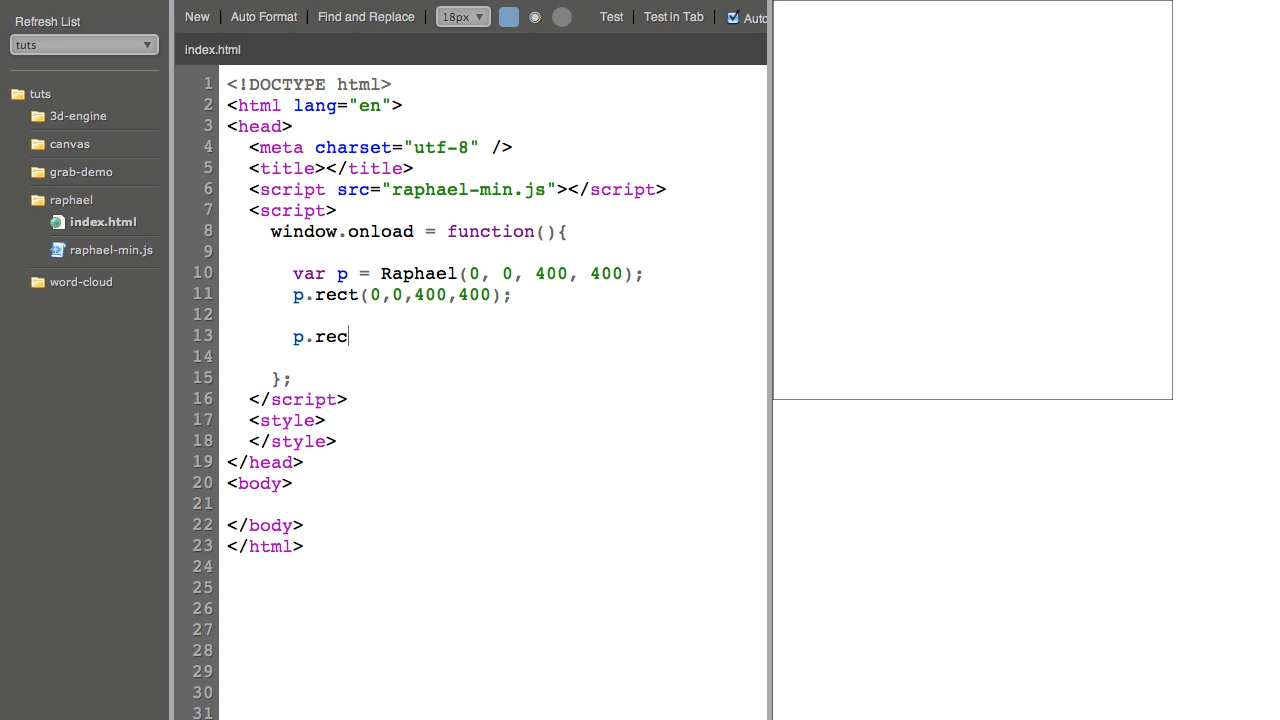 Refresh List
tuts
tuts
3d-engine
canvas
grab-demo
raphael
index.html
raphael-min.js
word-cloud
New Auto Format Find and Replace 18px Test Test in Tab Auto
index.html
1 <!DOCTYPE html>
2 <html lang="en">
3 <head>
4 <meta charset="utf-8" />
5 <title></title>
6 <script src="raphael-min.js"></script>
7 <script>
8 window.onload = function(){
9
10 var p = Raphael(0, 0, 400, 400);
11 p.rect(0,0,400,400);
12
13 p.rec
14
15 };
16 </script>
17 <style>
18 </style>
19 </head>
20 <body>
21
22 </body>
23 </html>
24
25
26
27
28
29
30
31